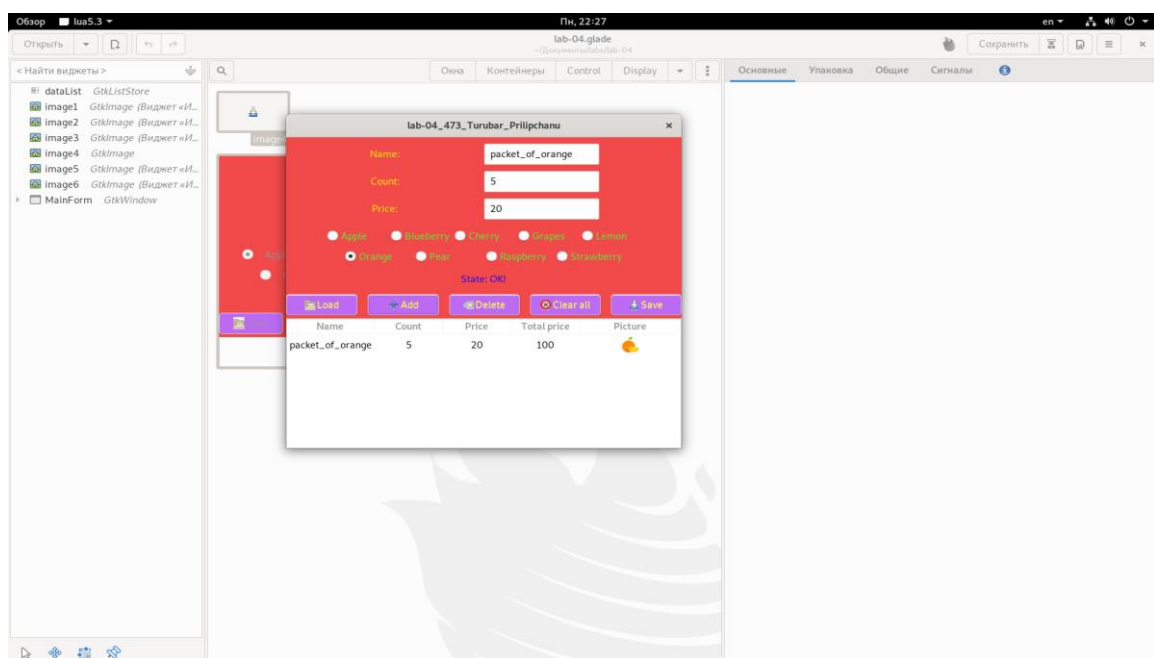 Обзор lua5.3 Пн, 22:27 en
Открыть lab-04.glade Сохранить
~/Документы/labs/lab-04
<Найти виджеты> Окна Контейнеры Control Display Основные Упаковка Общие Сигналы
dataList GtkListStore
image1 GtkImage (Виджет «И...
image2 GtkImage (Виджет «И...
image3 GtkImage (Виджет «И...
image4 GtkImage
image5 GtkImage (Виджет «И...
image6 GtkImage (Виджет «И...
MainForm GtkWindow
lab-04_473_Turubar_Prilipchanu
Name: packet_of_orange
Count: 5
Price: 20
Apple Blueberry Cherry Grapes Lemon
Orange Pear Raspberry Strawberry
State: OK!
Load Add Delete Clear all Save
Name Count Price Total price Picture
packet_of_orange 5 20 100